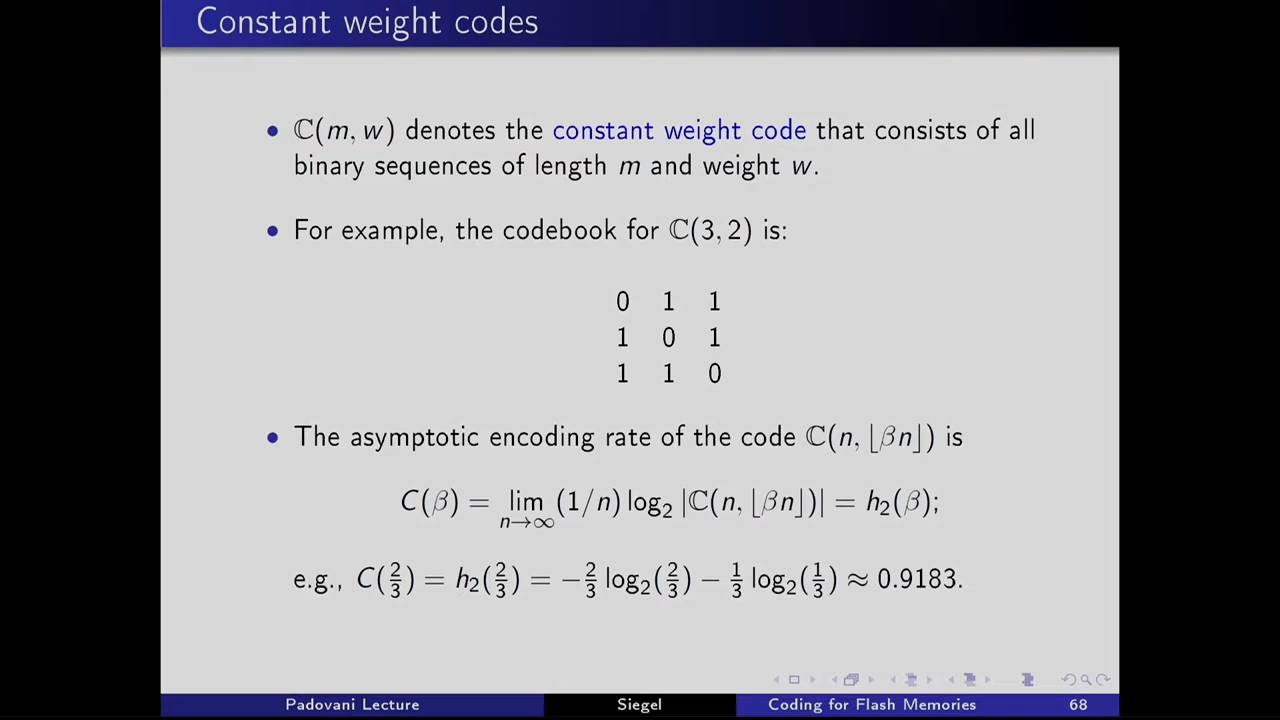 Constant weight codes
• ℂ(m, w) denotes the constant weight code that consists of all
binary sequences of length m and weight w.
• For example, the codebook for ℂ(3, 2) is:
0 1 1
1 0 1
1 1 0
• The asymptotic encoding rate of the code ℂ(n, ⌊βn⌋) is
C(β) = lim_{n→∞} (1/n) log₂ |ℂ(n, ⌊βn⌋)| = h₂(β);
e.g., C(2/3) = h₂(2/3) = −2/3 log₂(2/3) − 1/3 log₂(1/3) ≈ 0.9183.
Padovani Lecture Siegel Coding for Flash Memories 68